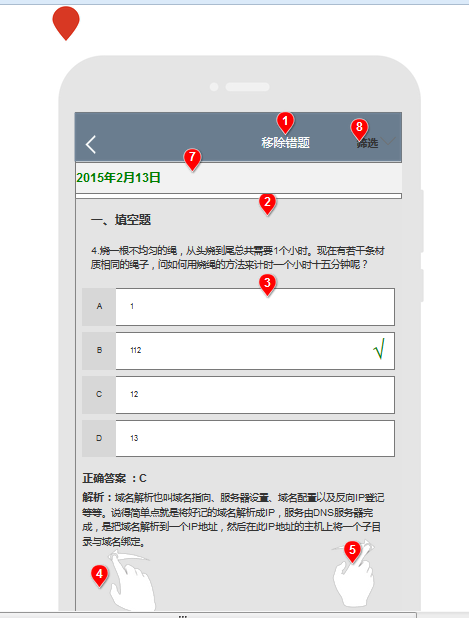 1
8
移除错题
筛选
7
2015年2月13日
2
一、填空题
4.烧一根不均匀的绳，从头烧到尾总共需要1个小时。现在有若干条材
质相同的绳子，问如何用烧绳的方法来计时一个小时十五分钟呢？
3
A 1
B 112
C 12
D 13
正确答案 ：C
解析：域名解析也叫域名指向、服务器设置、域名配置以及反向IP登记
等等。说得简单点就是将好记的域名解析成IP，服务由DNS服务器完
成，是把域名解析到一个IP地址，然后在此IP地址的主机上将一个子目
录与域名绑定。
4
5